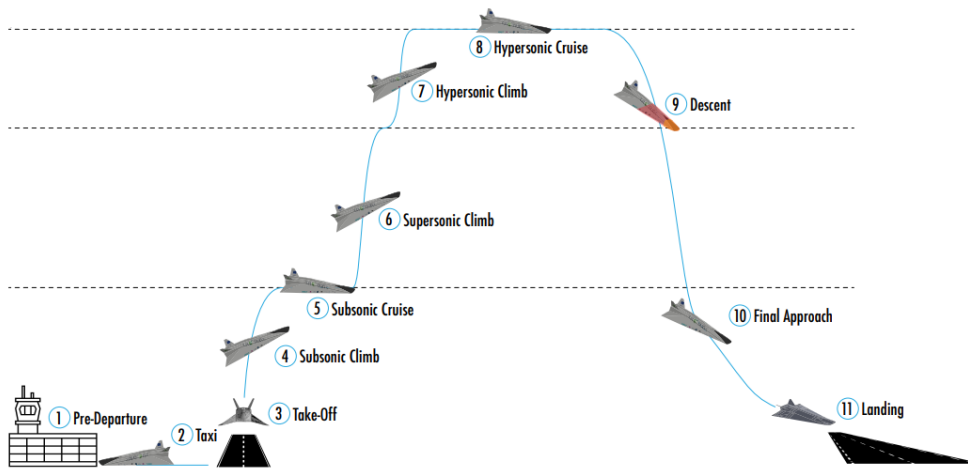 8 Hypersonic Cruise
7 Hypersonic Climb
9 Descent
6 Supersonic Climb
5 Subsonic Cruise
10 Final Approach
4 Subsonic Climb
1 Pre-Departure
3 Take-Off
11 Landing
2 Taxi